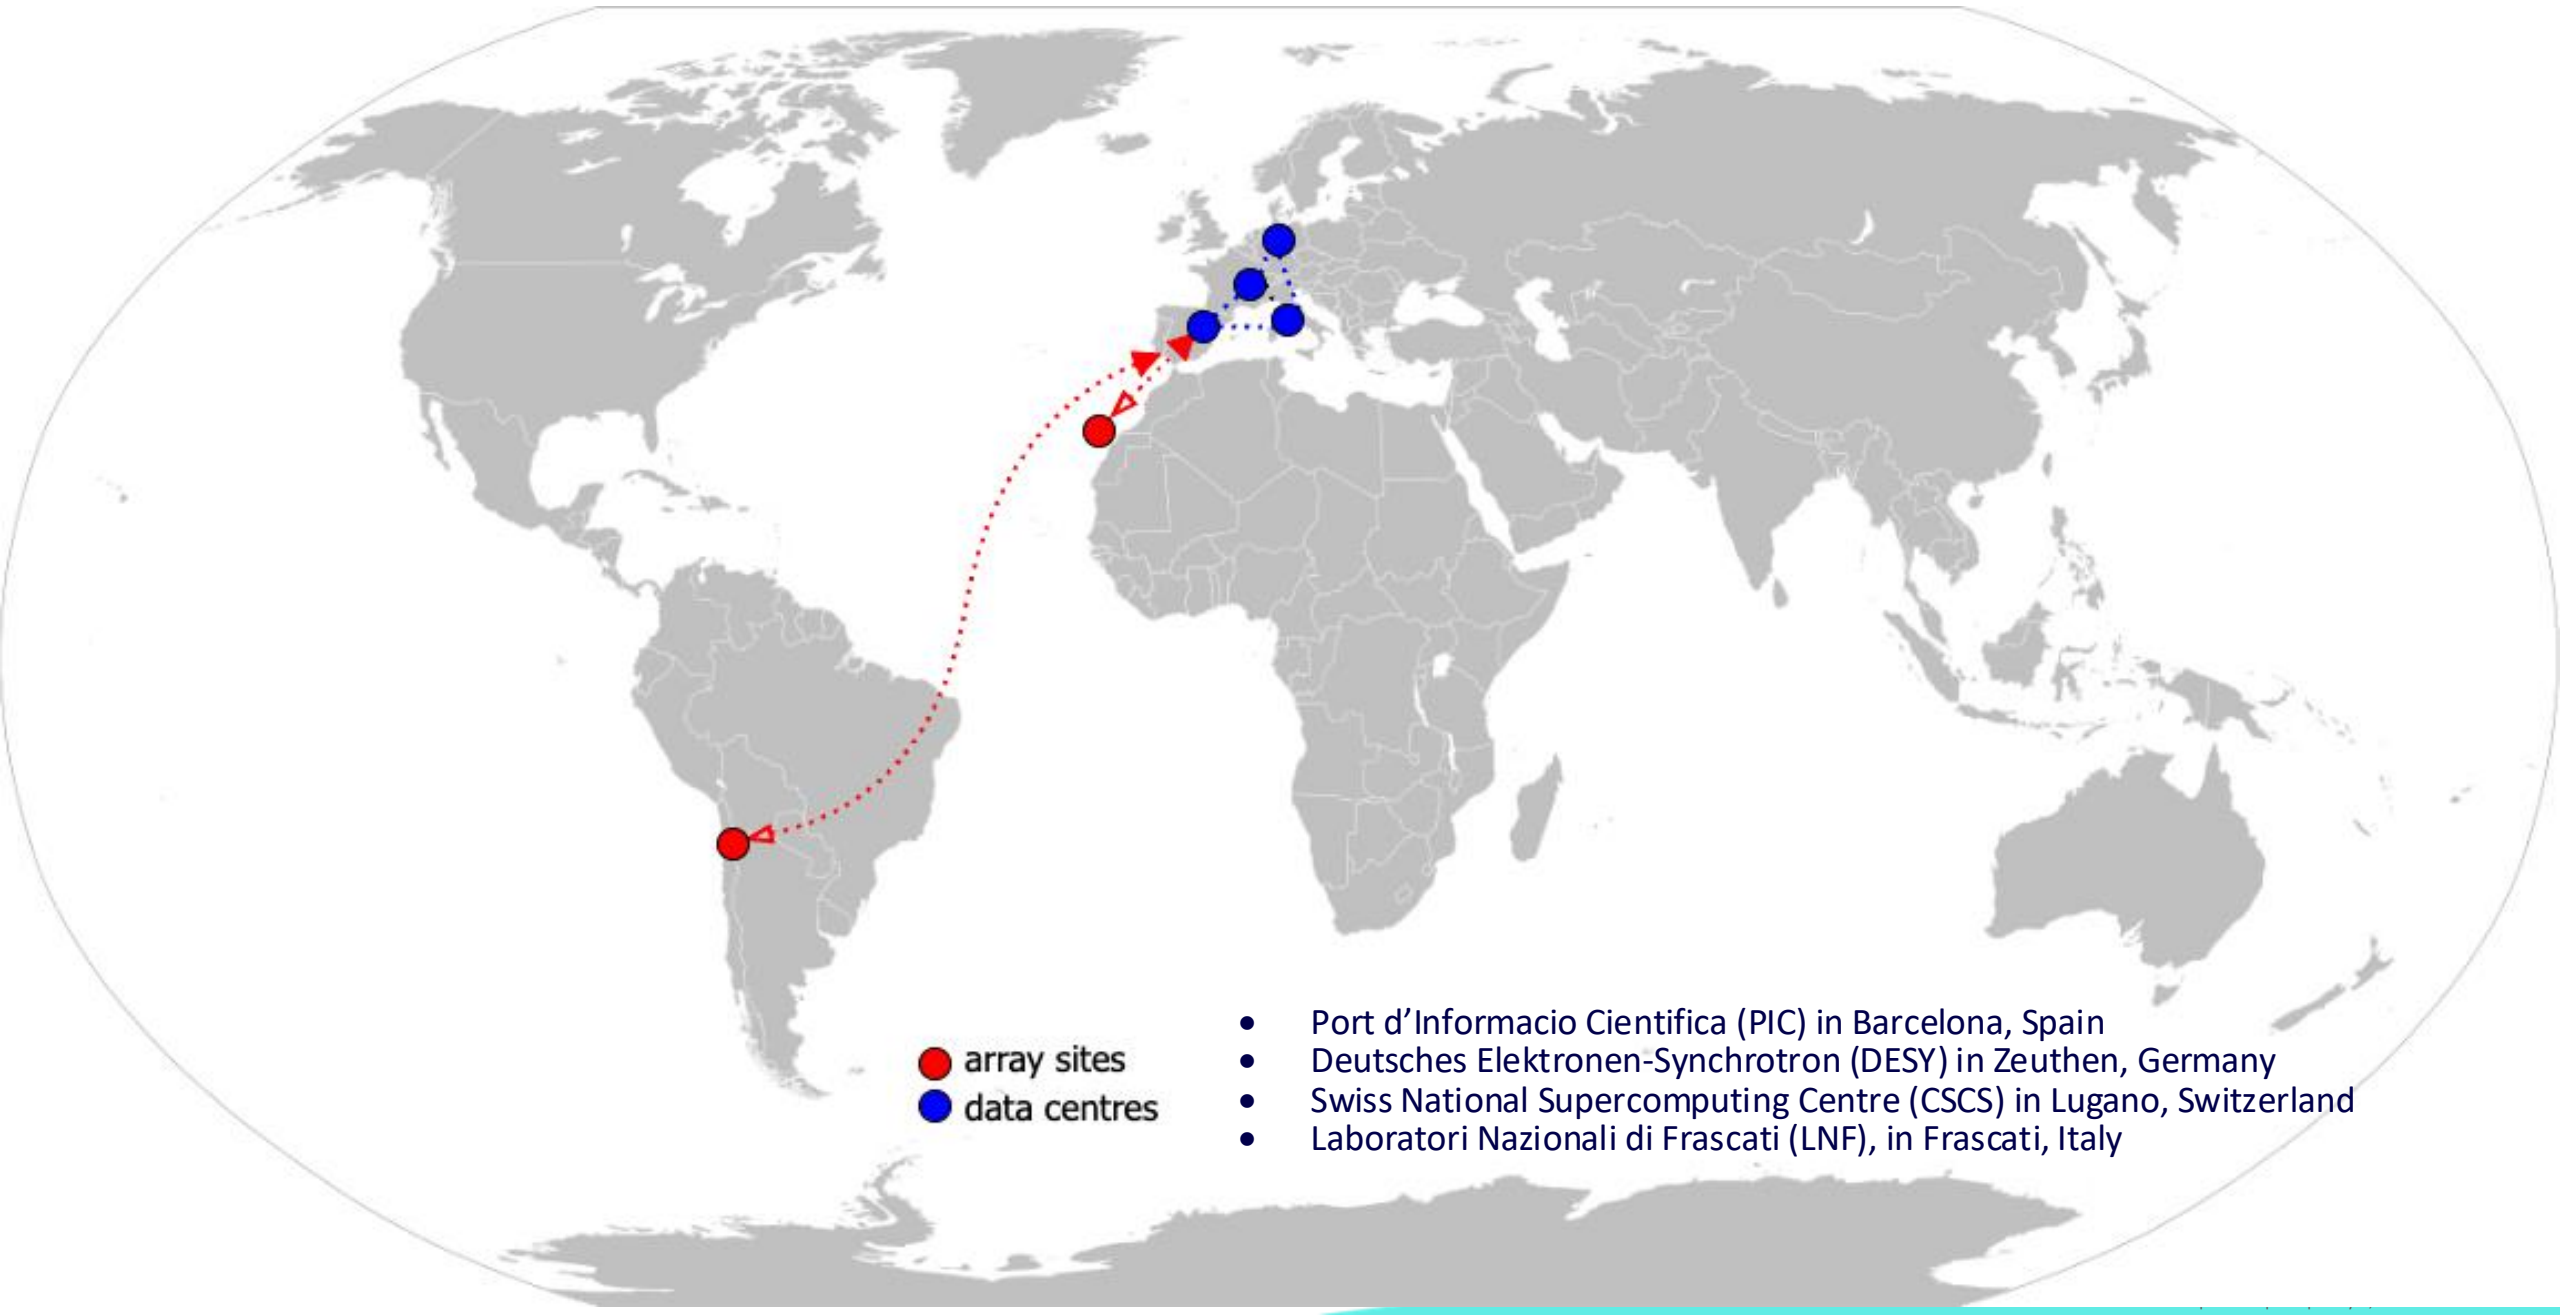 array sites
data centres
• Port d’Informacio Cientifica (PIC) in Barcelona, Spain
• Deutsches Elektronen-Synchrotron (DESY) in Zeuthen, Germany
• Swiss National Supercomputing Centre (CSCS) in Lugano, Switzerland
• Laboratori Nazionali di Frascati (LNF), in Frascati, Italy